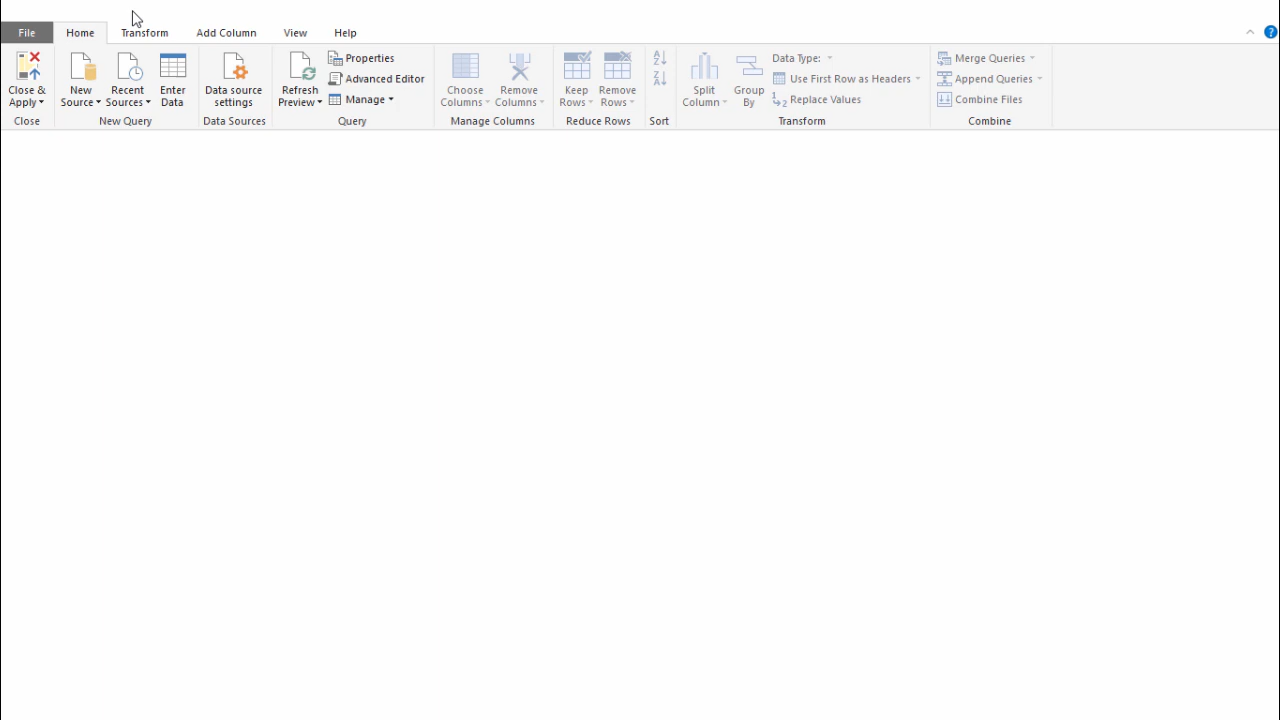 File Home Transform Add Column View Help
Close & Apply
New Source
Recent Sources
Enter Data
Data source settings
Refresh Preview
Properties
Advanced Editor
Manage
Choose Columns
Remove Columns
Keep Rows
Remove Rows
A Z
Z A
Split Column
Group By
Data Type:
Use First Row as Headers
1 2 Replace Values
Merge Queries
Append Queries
Combine Files
Close New Query Data Sources Query Manage Columns Reduce Rows Sort Transform Combine
?